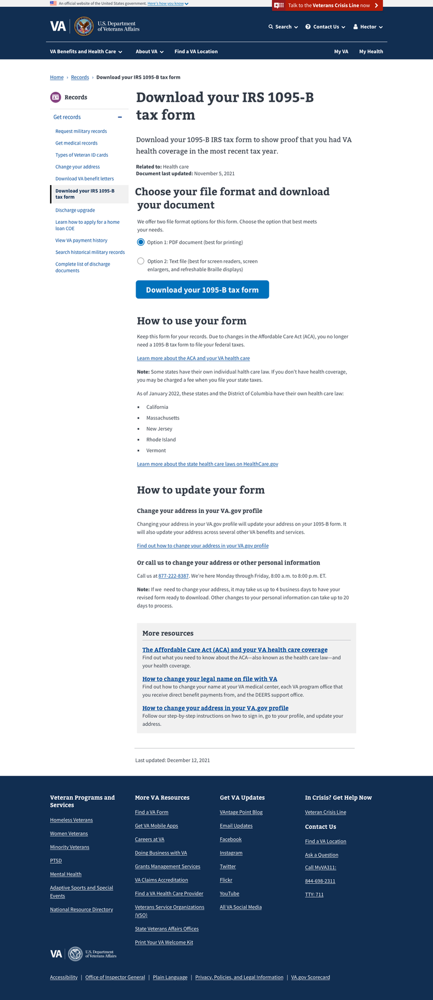 An official website of the United States government. Here's how you know
Talk to the Veterans Crisis Line now
VA
U.S. Department
of Veterans Affairs
Search
Contact Us
Hector
VA Benefits and Health Care
About VA
Find a VA Location
My VA
My Health
Home › Records › Download your IRS 1095-B tax form
Records
Get records
Request military records
Get medical records
Types of Veteran ID cards
Change your address
Download VA benefit letters
Download your IRS 1095-B
tax form
Discharge upgrade
Learn how to apply for a home
loan COE
View VA payment history
Search historical military records
Complete list of discharge
documents
Download your IRS 1095-B
tax form
Download your 1095-B IRS tax form to show proof that you had VA
health coverage in the most recent tax year.
Related to: Health care
Document last updated: November 5, 2021
Choose your file format and download
your document
We offer two file format options for this form. Choose the option that best meets
your needs.
Option 1: PDF document (best for printing)
Option 2: Text file (best for screen readers, screen
enlargers, and refreshable Braille displays)
Download your 1095-B tax form
How to use your form
Keep this form for your records. Due to changes in the Affordable Care Act (ACA), you no longer
need a 1095-B tax form to file your federal taxes.
Learn more about the ACA and your VA health care
Note: Some states have their own individual halth care law. If you don't have health coverage,
you may be charged a fee when you file your state taxes.
As of January 2022, these states and the District of Columbia have their own health care law:
• California
• Massachusetts
• New Jersey
• Rhode Island
• Vermont
Learn more about the state health care laws on HealthCare.gov
How to update your form
Change your address in your VA.gov profile
Changing your address in your VA.gov profile will update your address on your 1095-B form. It
will also update your address across several other VA benefits and services.
Find out how to change your address in your VA.gov profile
Or call us to change your address or other personal information
Call us at 877-222-8387. We're here Monday through Friday, 8:00 a.m. to 8:00 p.m. ET.
Note: If we need to change your address, it may take us up to 4 business days to have your
revised form ready to download. Other changes to your personal information can take up to 20
days to process.
More resources
The Affordable Care Act (ACA) and your VA health care coverage
Find out what you need to know about the ACA—also known as the health care law—and
your health coverage.
How to change your legal name on file with VA
Find out how to change your name at your VA medical center, each VA program office that
you receive direct benefit payments from, and the DEERS support office.
How to change your address in your VA.gov profile
Follow our step-by-step instructions on hwo to sign in, go to your profile, and update your
address.
Last updated: December 12, 2021
Veteran Programs and
Services
Homeless Veterans
Women Veterans
Minority Veterans
PTSD
Mental Health
Adaptive Sports and Special
Events
National Resource Directory
More VA Resources
Find a VA Form
Get VA Mobile Apps
Careers at VA
Doing Business with VA
Grants Management Services
VA Claims Accreditation
Find a VA Health Care Provider
Veterans Service Organizations
(VSO)
State Veterans Affairs Offices
Print Your VA Welcome Kit
Get VA Updates
VAntage Point Blog
Email Updates
Facebook
Instagram
Twitter
Flickr
YouTube
All VA Social Media
In Crisis? Get Help Now
Veteran Crisis Line
Contact Us
Find a VA Location
Ask a Question
Call MyVA311:
844-698-2311
TTY: 711
VA
U.S. Department
of Veterans Affairs
Accessibility | Office of Inspector General | Plain Language | Privacy, Policies, and Legal Information | VA.gov Scorecard